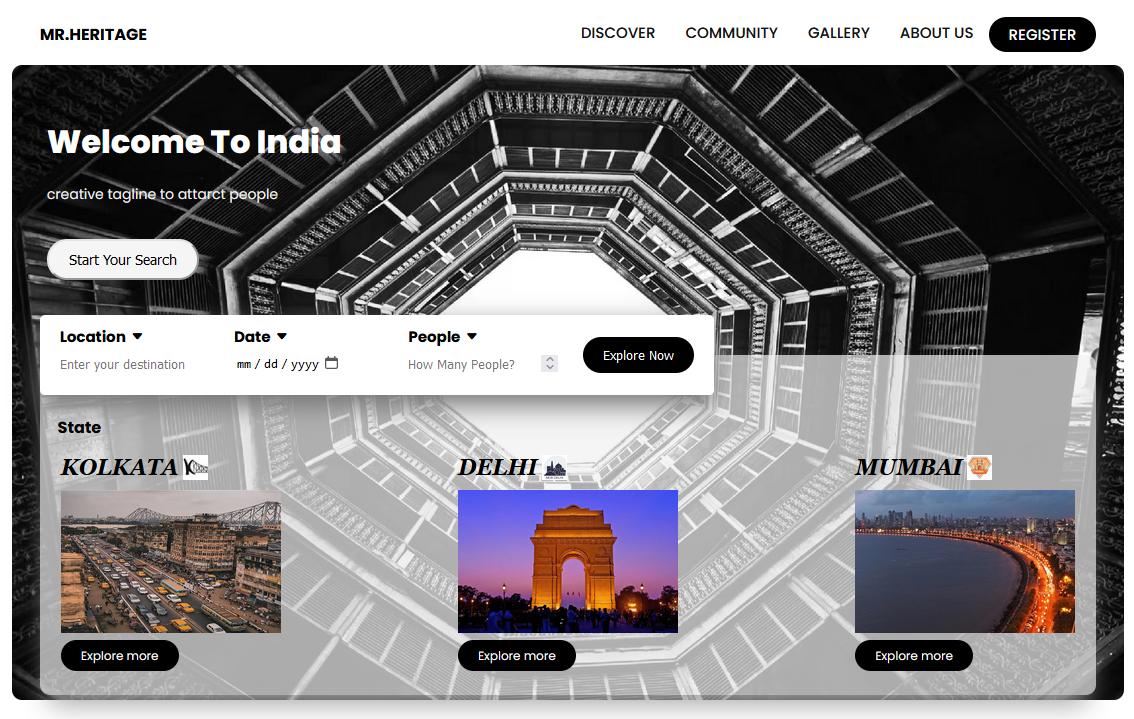 MR.HERITAGE DISCOVER COMMUNITY GALLERY ABOUT US REGISTER
Welcome To India
creative tagline to attarct people
Start Your Search
Location Date People
Enter your destination mm / dd / yyyy How Many People? Explore Now
State
KOLKATA DELHI MUMBAI
Explore more Explore more Explore more